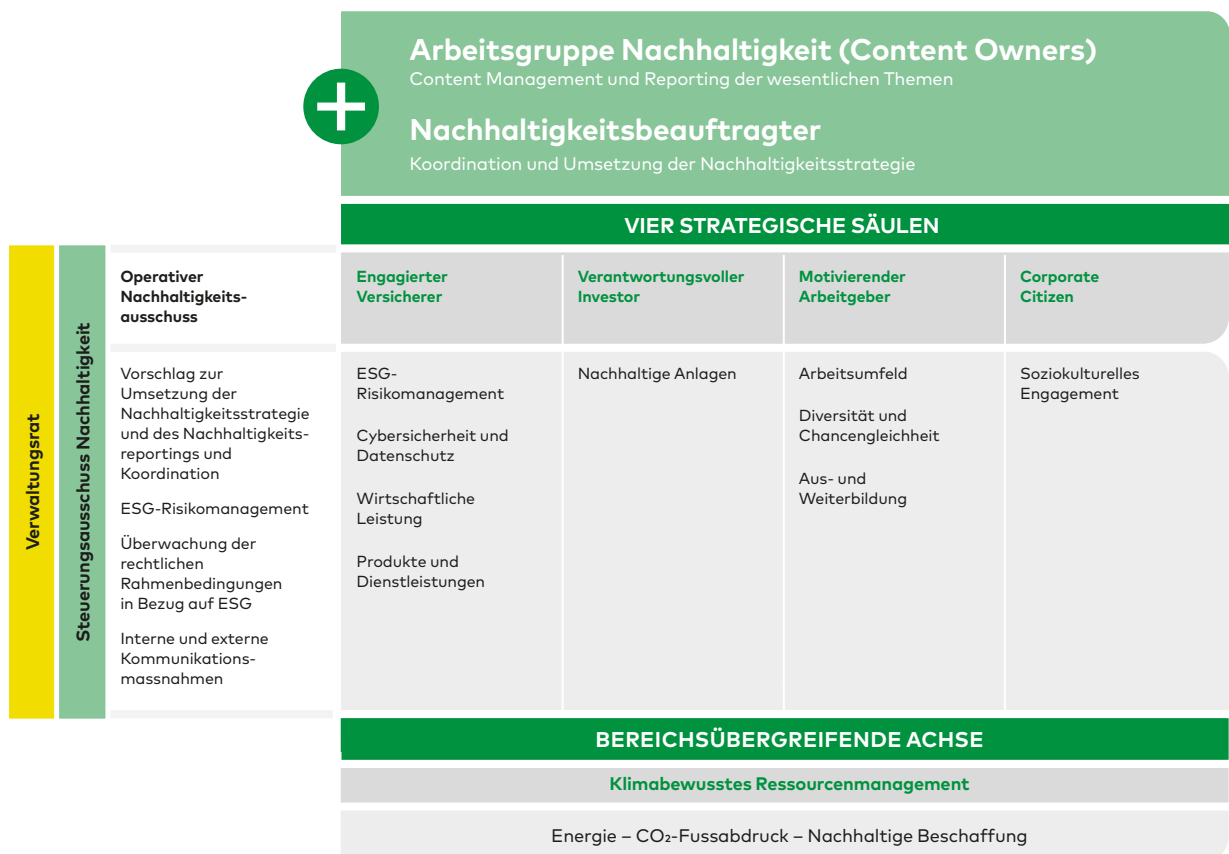 Arbeitsgruppe Nachhaltigkeit (Content Owners)
Content Management und Reporting der wesentlichen Themen
Nachhaltigkeitsbeauftragter
Koordination und Umsetzung der Nachhaltigkeitsstrategie
VIER STRATEGISCHE SÄULEN
Verwaltungsrat
Steuerungsausschuss Nachhaltigkeit
Operativer
Nachhaltigkeits-
ausschuss
Vorschlag zur
Umsetzung der
Nachhaltigkeitsstrategie
und des Nachhaltigkeits-
reportings und
Koordination
ESG-Risikomanagement
Überwachung der
rechtlichen
Rahmenbedingungen
in Bezug auf ESG
Interne und externe
Kommunikations-
massnahmen
Engagierter
Versicherer
ESG-
Risikomanagement
Cybersicherheit und
Datenschutz
Wirtschaftliche
Leistung
Produkte und
Dienstleistungen
Verantwortungsvoller
Investor
Nachhaltige Anlagen
Motivierender
Arbeitgeber
Arbeitsumfeld
Diversität und
Chancengleichheit
Aus- und
Weiterbildung
Corporate
Citizen
Soziokulturelles
Engagement
BEREICHSÜBERGREIFENDE ACHSE
Klimabewusstes Ressourcenmanagement
Energie – CO₂-Fussabdruck – Nachhaltige Beschaffung